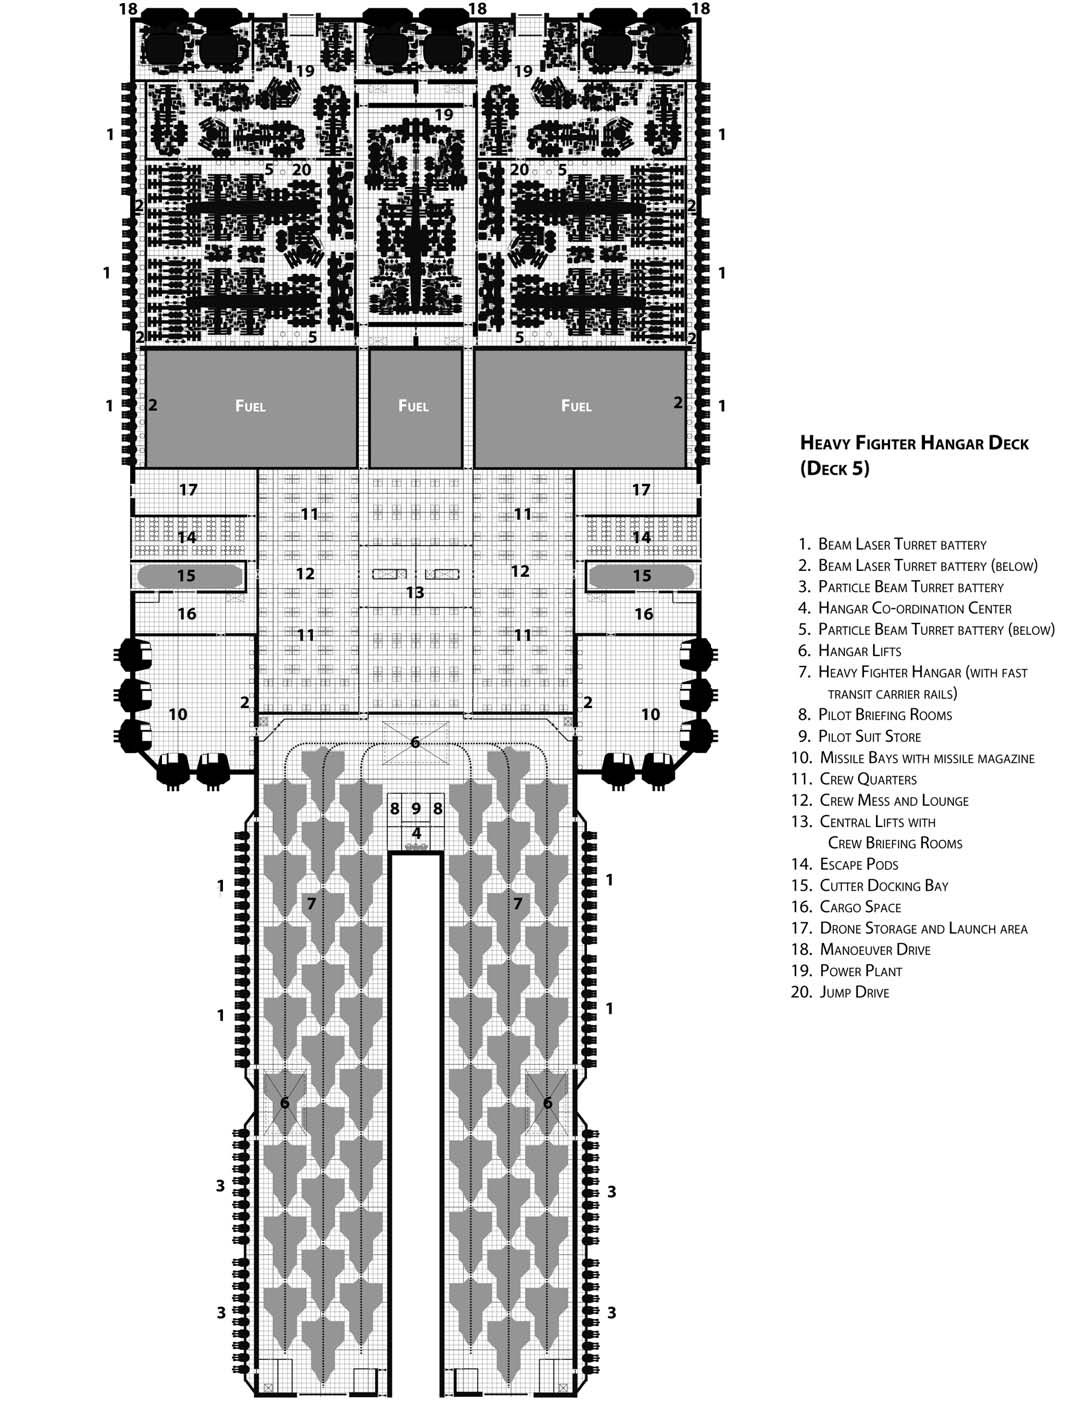 18 18 18
19 19
19
1 1
5 20 20 5
2 2
1 1
2 5 5 2
1 2 Fuel Fuel Fuel 2 1
Heavy Fighter Hangar Deck
(Deck 5)
17 17
11 11
14 14
1. Beam Laser Turret battery
2. Beam Laser Turret battery (below)
3. Particle Beam Turret battery
4. Hangar Co-ordination Center
5. Particle Beam Turret battery (below)
6. Hangar Lifts
7. Heavy Fighter Hangar (with fast
transit carrier rails)
8. Pilot Briefing Rooms
9. Pilot Suit Store
10. Missile Bays with missile magazine
11. Crew Quarters
12. Crew Mess and Lounge
13. Central Lifts with
Crew Briefing Rooms
14. Escape Pods
15. Cutter Docking Bay
16. Cargo Space
17. Drone Storage and Launch area
18. Manoeuver Drive
19. Power Plant
20. Jump Drive
15 12 12 15
13
16 16
11 11
2 2
10 10
6
8 9 8
4
1 1
7 7
1 1
6 6
3 3
3 3